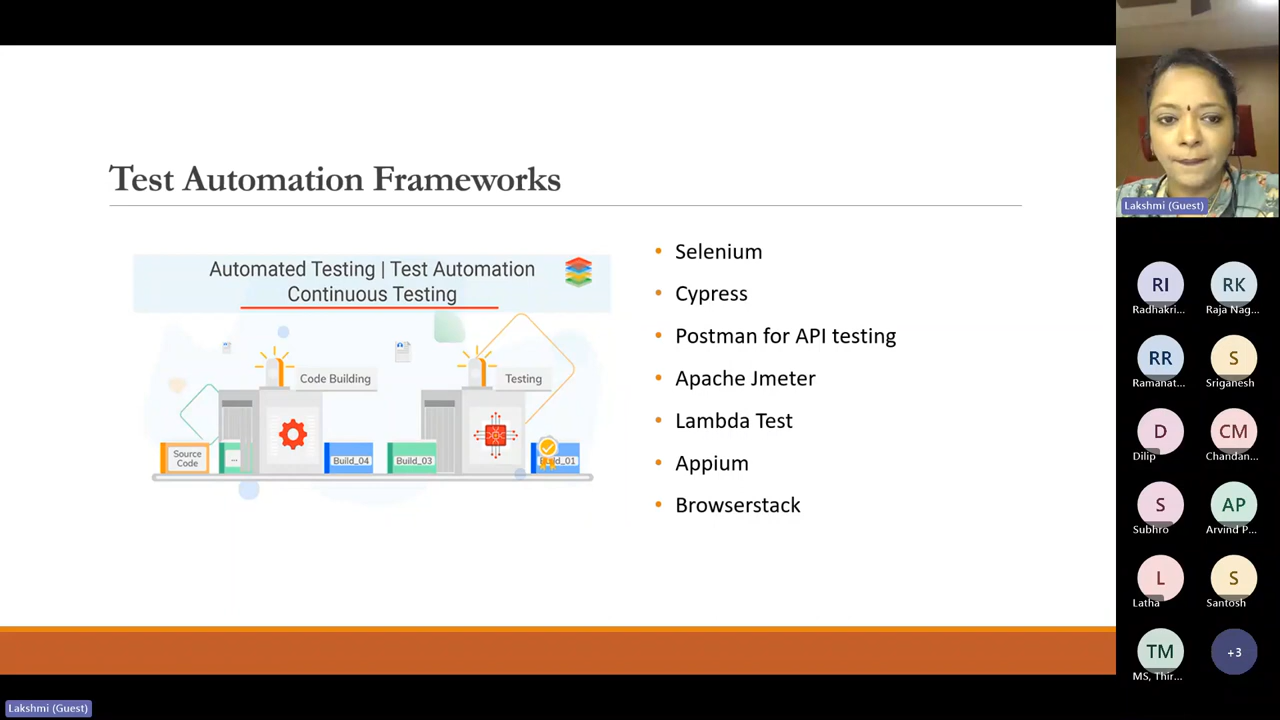 Test Automation Frameworks
Automated Testing | Test Automation
Continuous Testing
Code Building
Testing
Source
Code
...
Build_04
Build_03
_01
• Selenium
• Cypress
• Postman for API testing
• Apache Jmeter
• Lambda Test
• Appium
• Browserstack
Lakshmi (Guest)
RI
RK
Radhakri...
Raja Nag...
RR
S
Ramanat...
Sriganesh
D
CM
Dilip
Chandan...
S
AP
Subhro
Arvind P...
L
S
Latha
Santosh
TM
+3
MS, Thir...
Lakshmi (Guest)